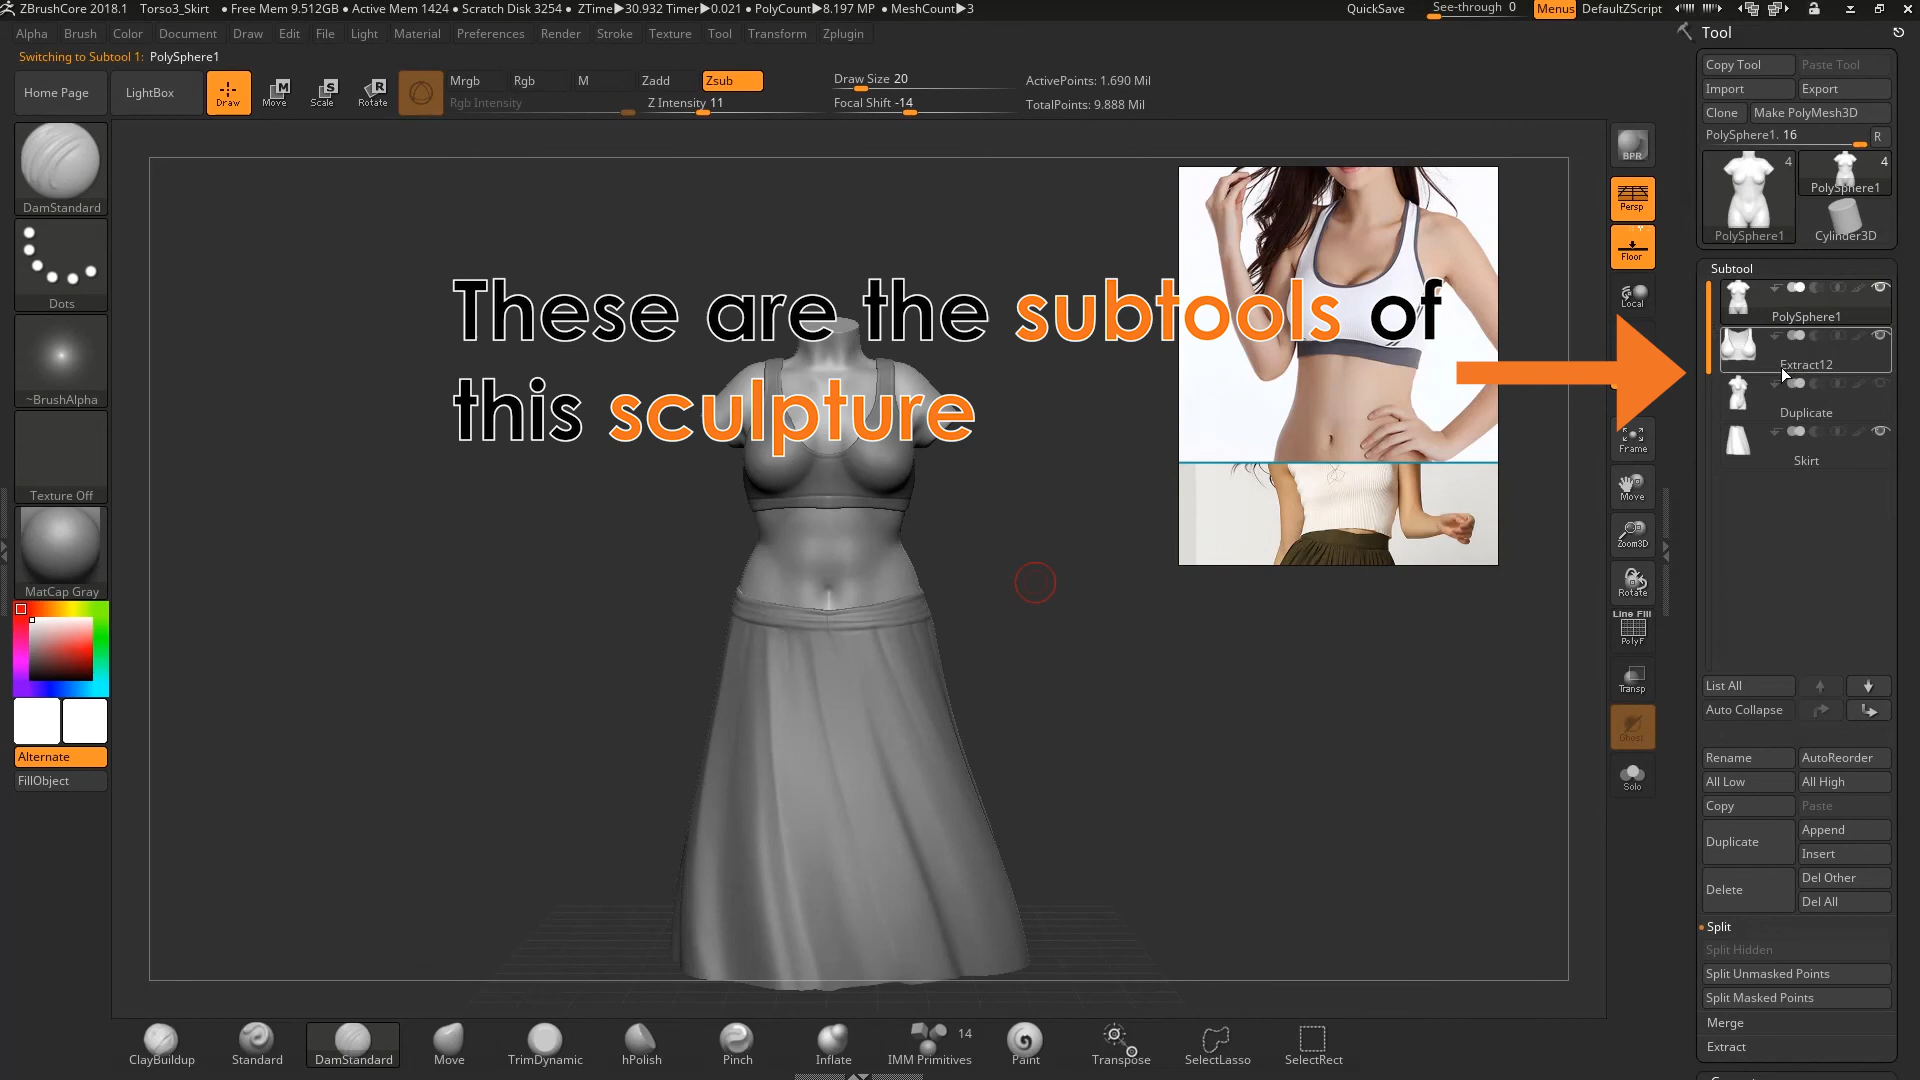 ZBrushCore 2018.1 Torso3_Skirt • Free Mem 9.512GB • Active Mem 1424 • Scratch Disk 3254 • ZTime▶30.932 Timer▶0.021 • PolyCount▶8.197 MP • MeshCount▶3 QuickSave See-through 0 Menus DefaultZScript
Alpha Brush Color Document Draw Edit File Light Material Preferences Render Stroke Texture Tool Transform Zplugin
Tool
Switching to Subtool 1: PolySphere1
Home Page LightBox Draw Move Scale Rotate
Mrgb Rgb M Zadd Zsub
Rgb Intensity Z Intensity 11
Draw Size 20
Focal Shift -14
ActivePoints: 1.690 Mil
TotalPoints: 9.888 Mil
Copy Tool Paste Tool
Import Export
Clone Make PolyMesh3D
PolySphere1. 16 R
4 4
PolySphere1
PolySphere1 Cylinder3D
DamStandard
Dots
~BrushAlpha
Texture Off
MatCap Gray
Alternate
FillObject
These are the subtools of
this sculpture
BPR
Persp
Floor
Local
Frame
Move
Zoom3D
Rotate
Line Fill
PolyF
Transp
Ghost
Solo
Subtool
PolySphere1
Extract12
Duplicate
Skirt
List All
Auto Collapse
Rename AutoReorder
All Low All High
Copy Paste
Duplicate Append
Insert
Delete Del Other
Del All
Split
Split Hidden
Split Unmasked Points
Split Masked Points
Merge
Extract
ClayBuildup Standard DamStandard Move TrimDynamic hPolish Pinch Inflate IMM Primitives 14 Paint Transpose SelectLasso SelectRect